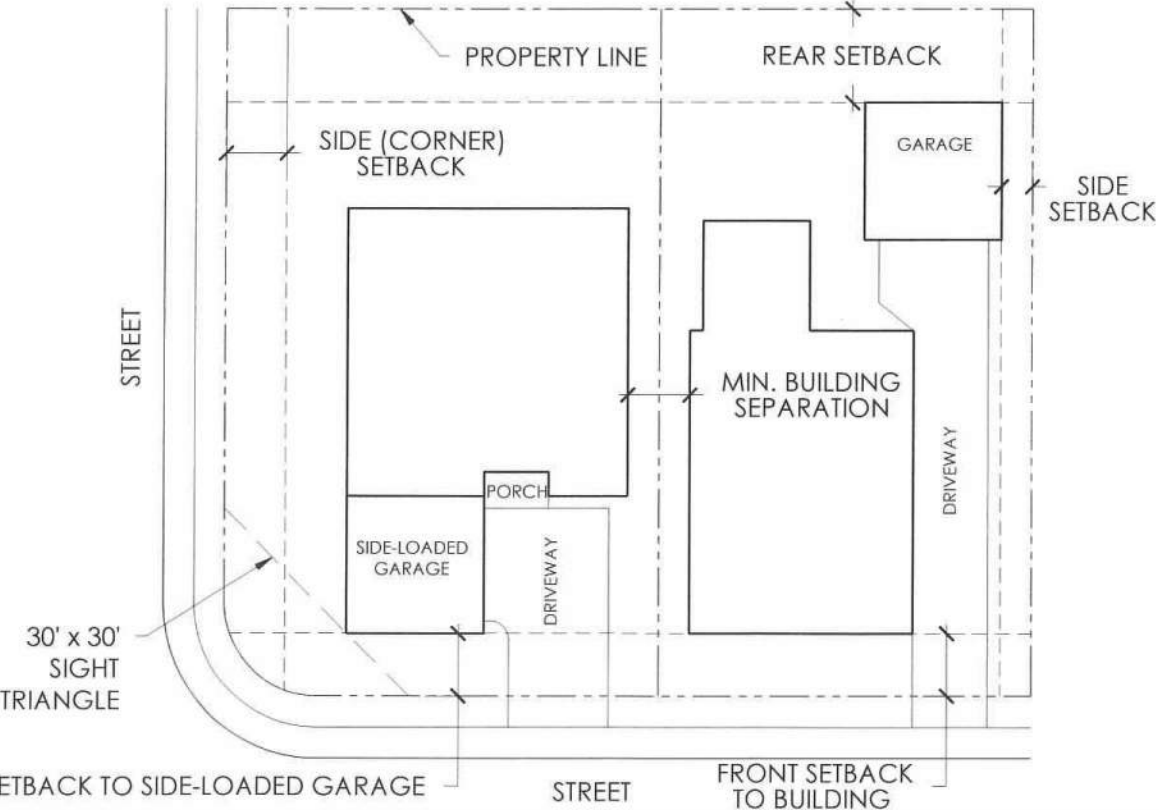 PROPERTY LINE
REAR SETBACK
SIDE (CORNER)
SETBACK
GARAGE
SIDE
SETBACK
STREET
MIN. BUILDING
SEPARATION
DRIVEWAY
PORCH
SIDE-LOADED
GARAGE
DRIVEWAY
30' x 30'
SIGHT
TRIANGLE
SETBACK TO SIDE-LOADED GARAGE
STREET
FRONT SETBACK
TO BUILDING